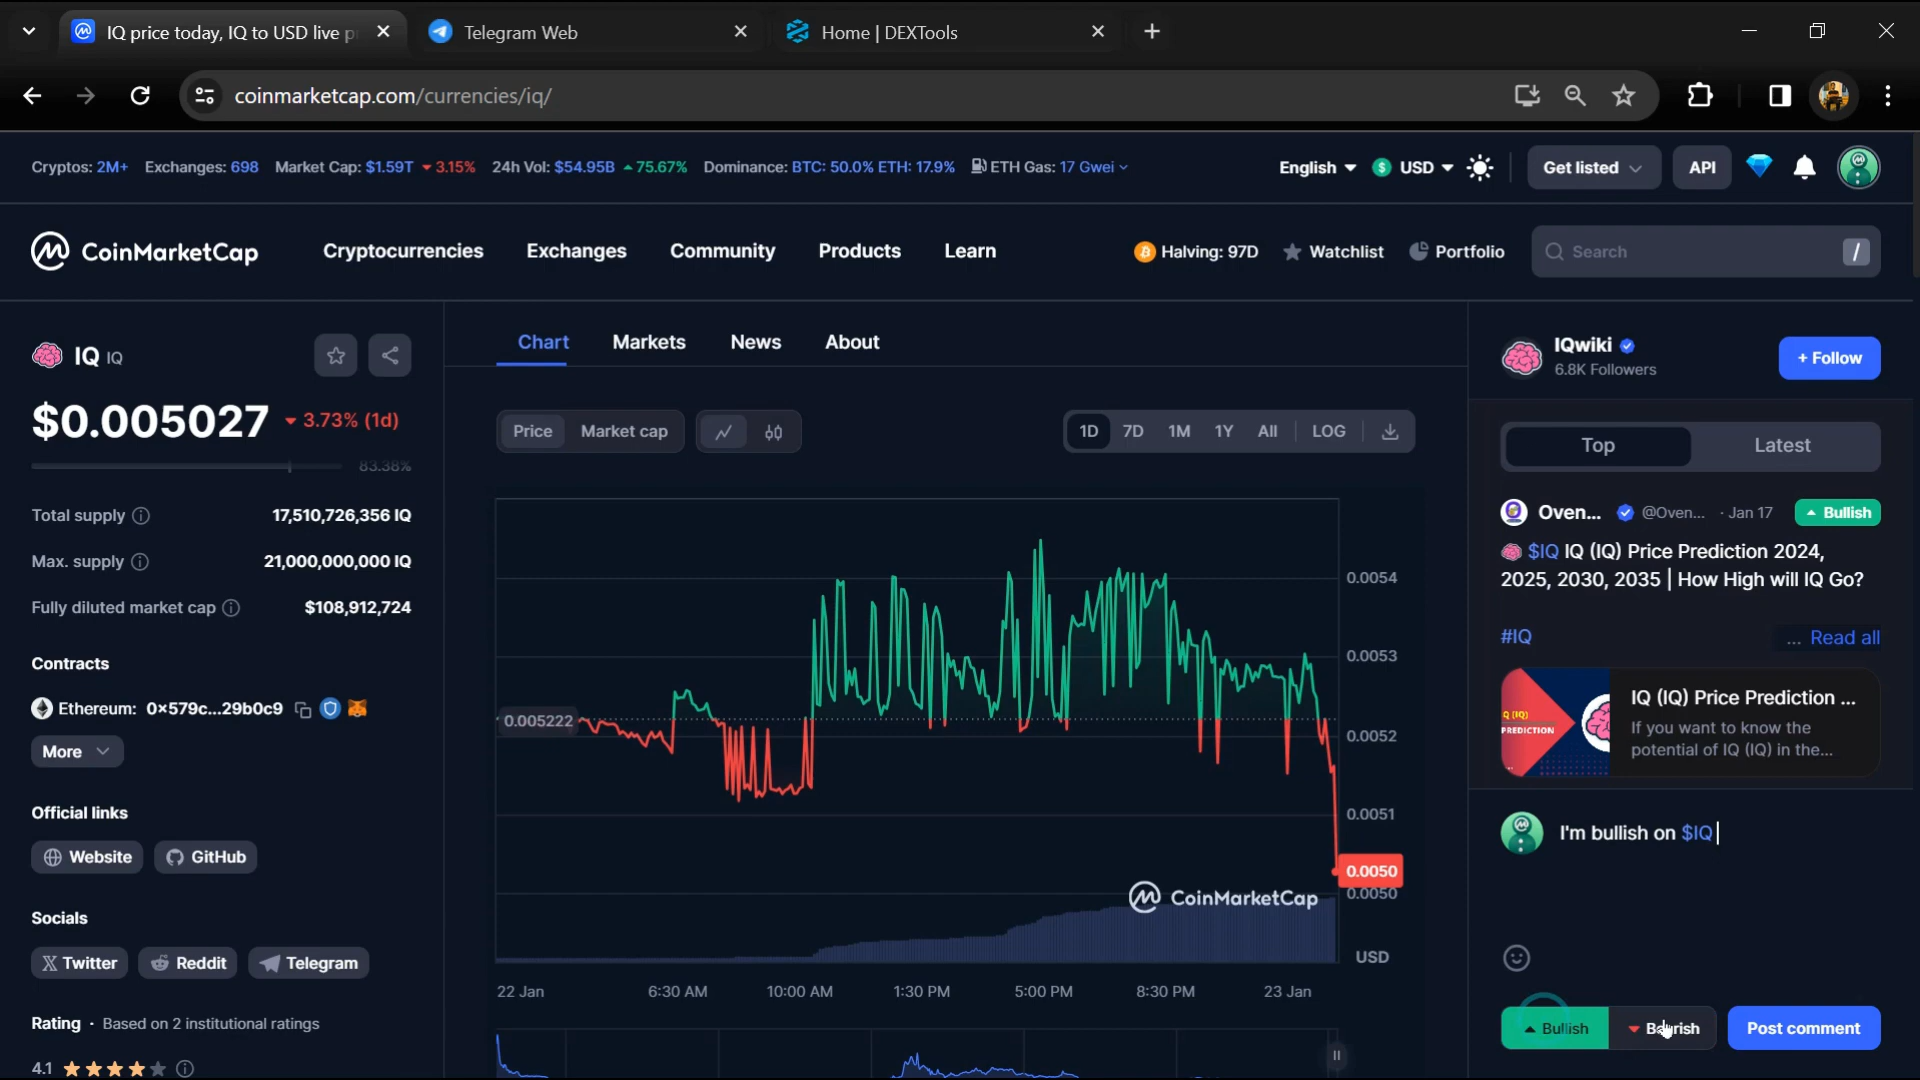 IQ price today, IQ to USD live p
Telegram Web
Home | DEXTools
coinmarketcap.com/currencies/iq/
Cryptos: 2M+ Exchanges: 698 Market Cap: $1.59T 3.15% 24h Vol: $54.95B 75.67% Dominance: BTC: 50.0% ETH: 17.9% ETH Gas: 17 Gwei
English USD Get listed API
CoinMarketCap
Cryptocurrencies Exchanges Community Products Learn
Halving: 97D Watchlist Portfolio Search /
IQ IQ
$0.005027 3.73% (1d)
83.38%
Total supply 17,510,726,356 IQ
Max. supply 21,000,000,000 IQ
Fully diluted market cap $108,912,724
Contracts
Ethereum: 0x579c...29b0c9
More
Official links
Website GitHub
Socials
Twitter Reddit Telegram
Rating · Based on 2 institutional ratings
4.1
Chart Markets News About
Price Market cap
1D 7D 1M 1Y All LOG
0.0054
0.0053
0.005222
0.0052
0.0051
0.0050
0.0050
CoinMarketCap
USD
22 Jan 6:30 AM 10:00 AM 1:30 PM 5:00 PM 8:30 PM 23 Jan
IQwiki
6.8K Followers
+ Follow
Top Latest
Oven... @Oven... · Jan 17 Bullish
$IQ IQ (IQ) Price Prediction 2024,
2025, 2030, 2035 | How High will IQ Go?
#IQ ... Read all
Q (IQ)
PREDICTION
IQ (IQ) Price Prediction ...
If you want to know the
potential of IQ (IQ) in the...
I'm bullish on $IQ
Bullish Bearish Post comment